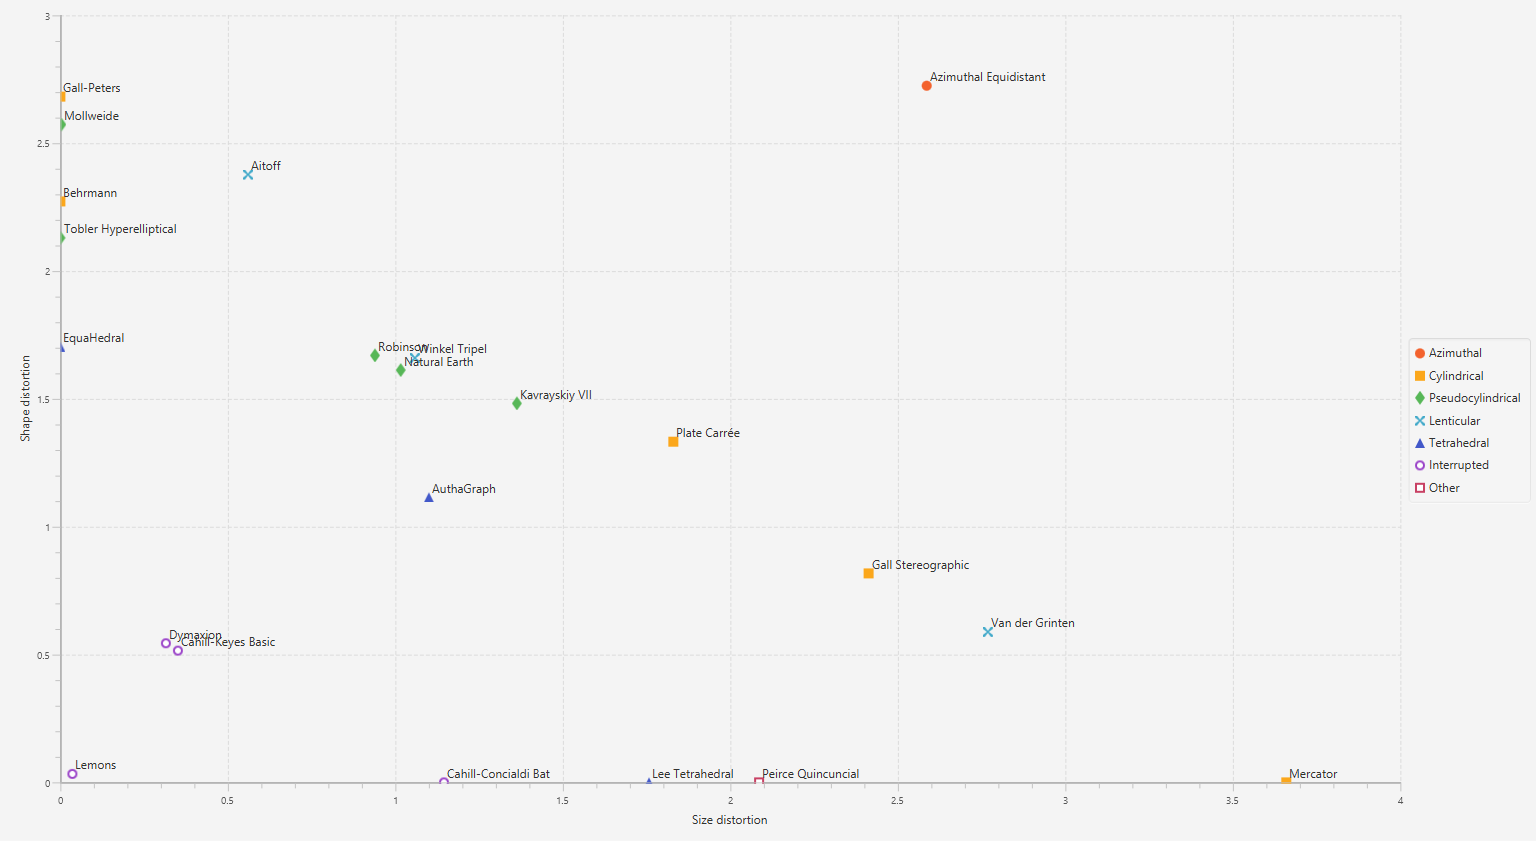 3
Azimuthal Equidistant
Gall-Peters
Mollweide
2.5
Aitoff
Behrmann
Tobler Hyperelliptical
2
EquaHedral
Robinson
Winkel Tripel
Natural Earth
Shape distortion
Kavrayskiy VII
1.5
Plate Carrée
AuthaGraph
1
Gall Stereographic
Van der Grinten
Dymaxion
Cahill-Keyes Basic
0.5
Lemons
Cahill-Concialdi Bat
Lee Tetrahedral
Peirce Quincuncial
Mercator
0
0 0.5 1 1.5 2 2.5 3 3.5 4
Size distortion
Azimuthal
Cylindrical
Pseudocylindrical
Lenticular
Tetrahedral
Interrupted
Other